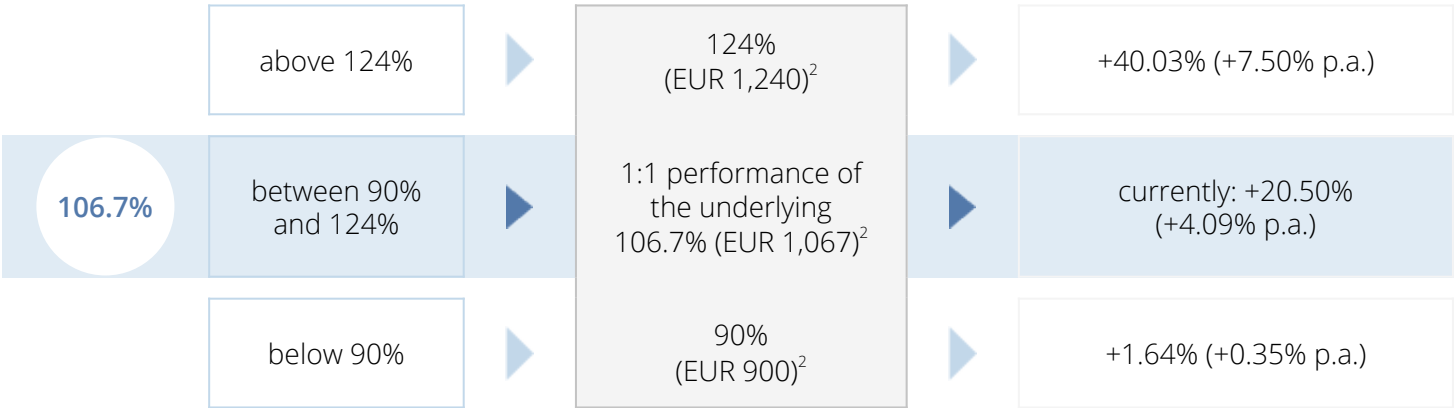 above 124%
124%
(EUR 1,240)²
+40.03% (+7.50% p.a.)
106.7%
between 90%
and 124%
1:1 performance of
the underlying
106.7% (EUR 1,067)²
currently: +20.50%
(+4.09% p.a.)
below 90%
90%
(EUR 900)²
+1.64% (+0.35% p.a.)